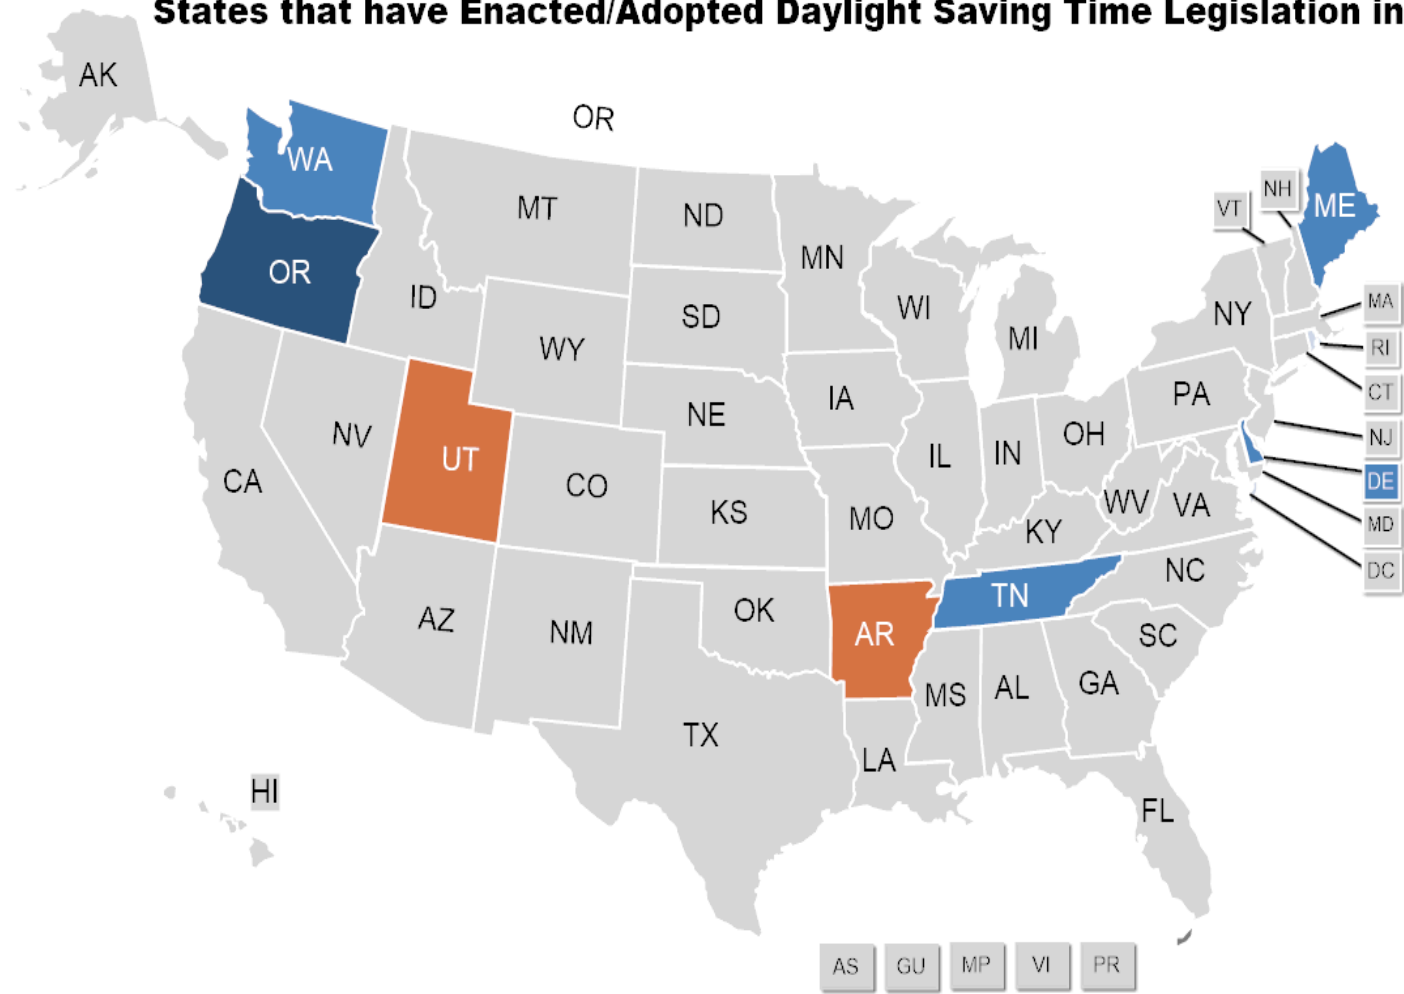 States that have Enacted/Adopted Daylight Saving Time Legislation in
AK
OR
WA
MT
ND
MN
NH
VT
ME
OR
ID
SD
WI
MI
NY
MA
RI
WY
CT
NE
IA
PA
NV
UT
CO
CA
KS
MO
IL
IN
OH
NJ
DE
WV
VA
KY
MD
DC
NC
TN
AZ
NM
OK
AR
SC
MS
AL
GA
TX
LA
FL
HI
AS
GU
MP
VI
PR